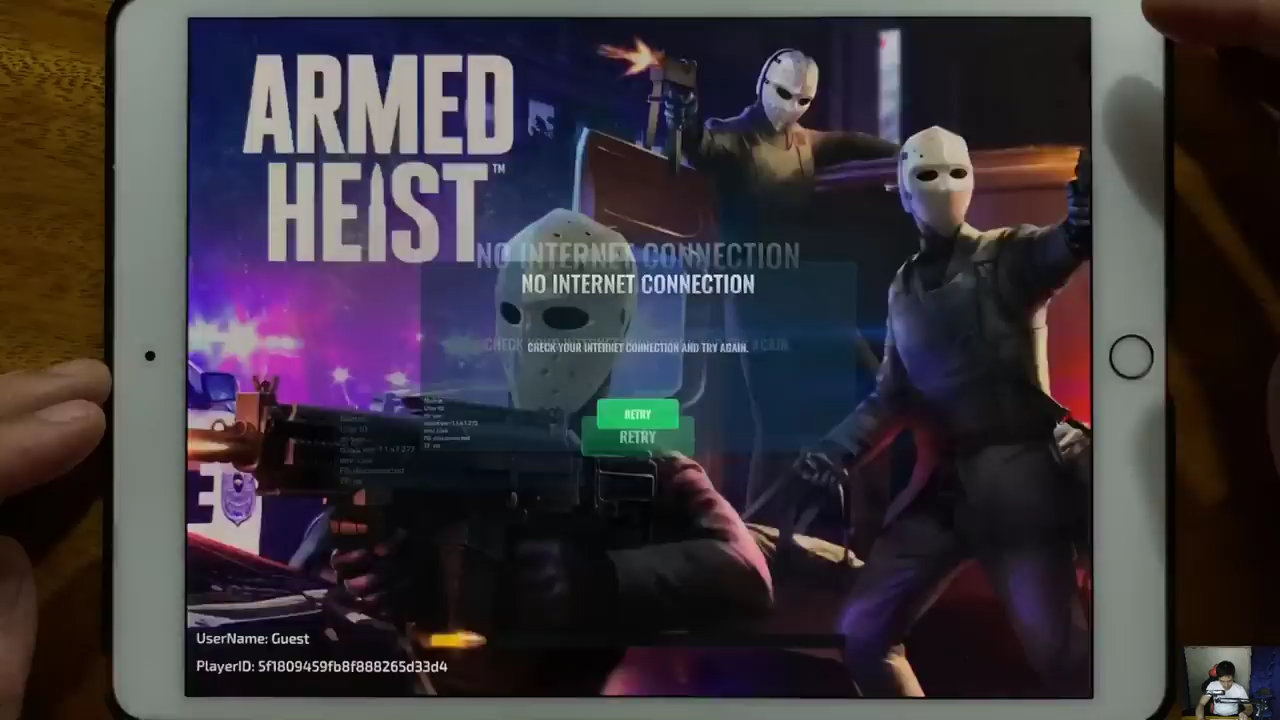 ARMED
HEIST™
NO INTERNET CONNECTION
NO INTERNET CONNECTION
CHECK YOUR INTERNET CONNECTION AND TRY AGAIN.
RETRY
RETRY
UserName: Guest
PlayerID: 5f1809459fb8f888265d33d4